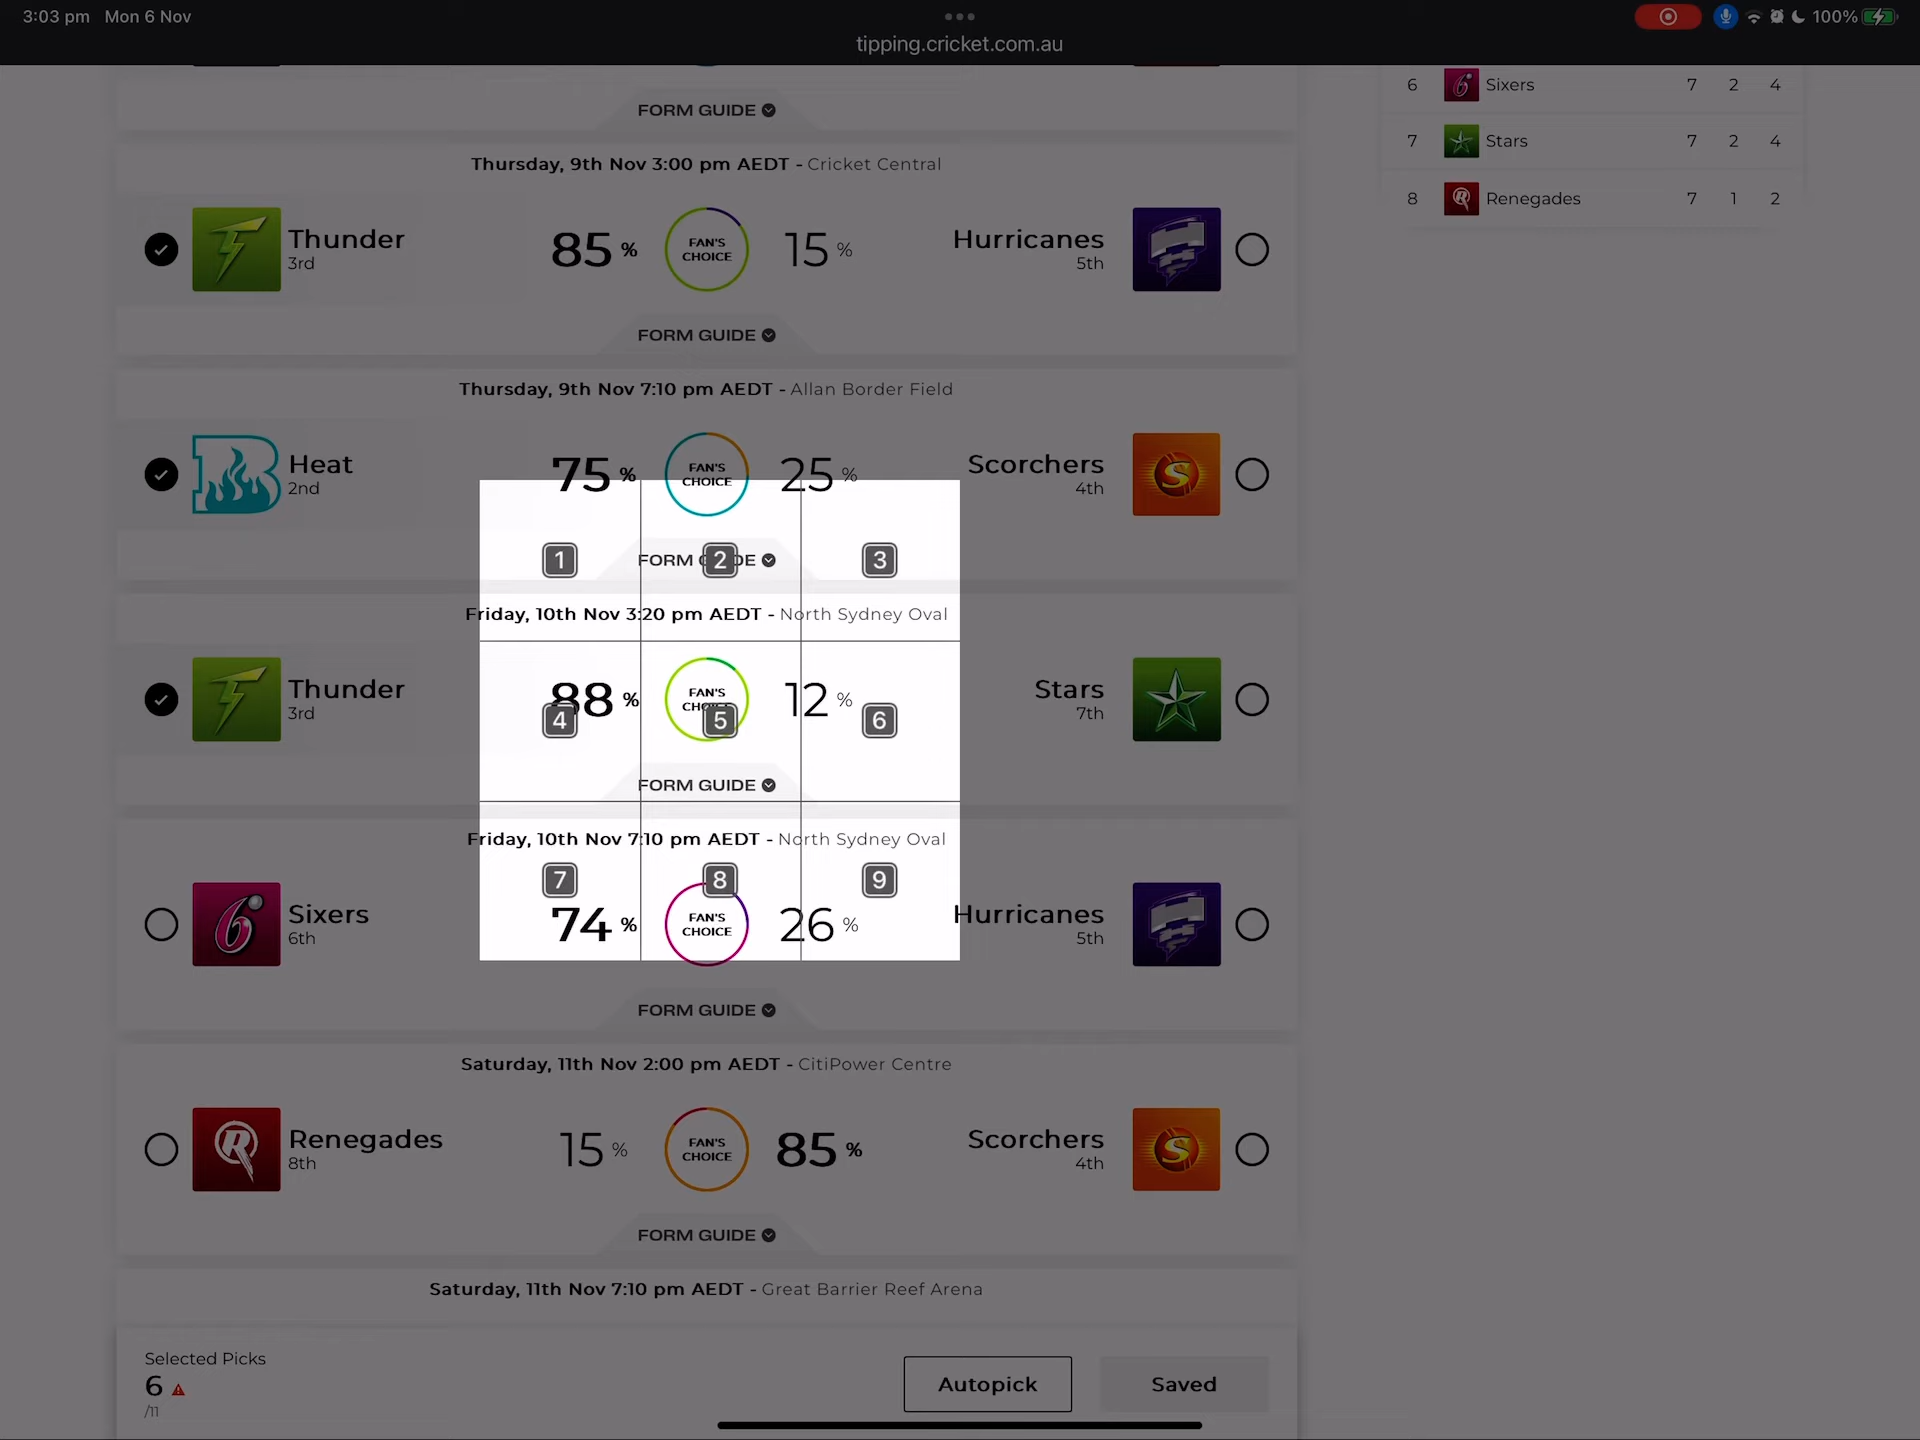 3:03 pm Mon 6 Nov
100%
tipping.cricket.com.au
FORM GUIDE
6 Sixers 7 2 4
7 Stars 7 2 4
8 Renegades 7 1 2
Thursday, 9th Nov 3:00 pm AEDT - Cricket Central
Thunder 85 % FAN'S CHOICE 15 % Hurricanes
3rd 5th
FORM GUIDE
Thursday, 9th Nov 7:10 pm AEDT - Allan Border Field
Heat 75 % FAN'S CHOICE 25 % Scorchers
2nd 4th
1 2 3
Friday, 10th Nov 3:20 pm AEDT - North Sydney Oval
Thunder 88 % FAN'S 12 % Stars
3rd 7th
4 5 6
FORM GUIDE
Friday, 10th Nov 7:10 pm AEDT - North Sydney Oval
7 8 9
Sixers 74 % FAN'S CHOICE 26 % Hurricanes
6th 5th
FORM GUIDE
Saturday, 11th Nov 2:00 pm AEDT - CitiPower Centre
Renegades 15 % FAN'S CHOICE 85 % Scorchers
8th 4th
FORM GUIDE
Saturday, 11th Nov 7:10 pm AEDT - Great Barrier Reef Arena
Selected Picks
6
/11
Autopick
Saved